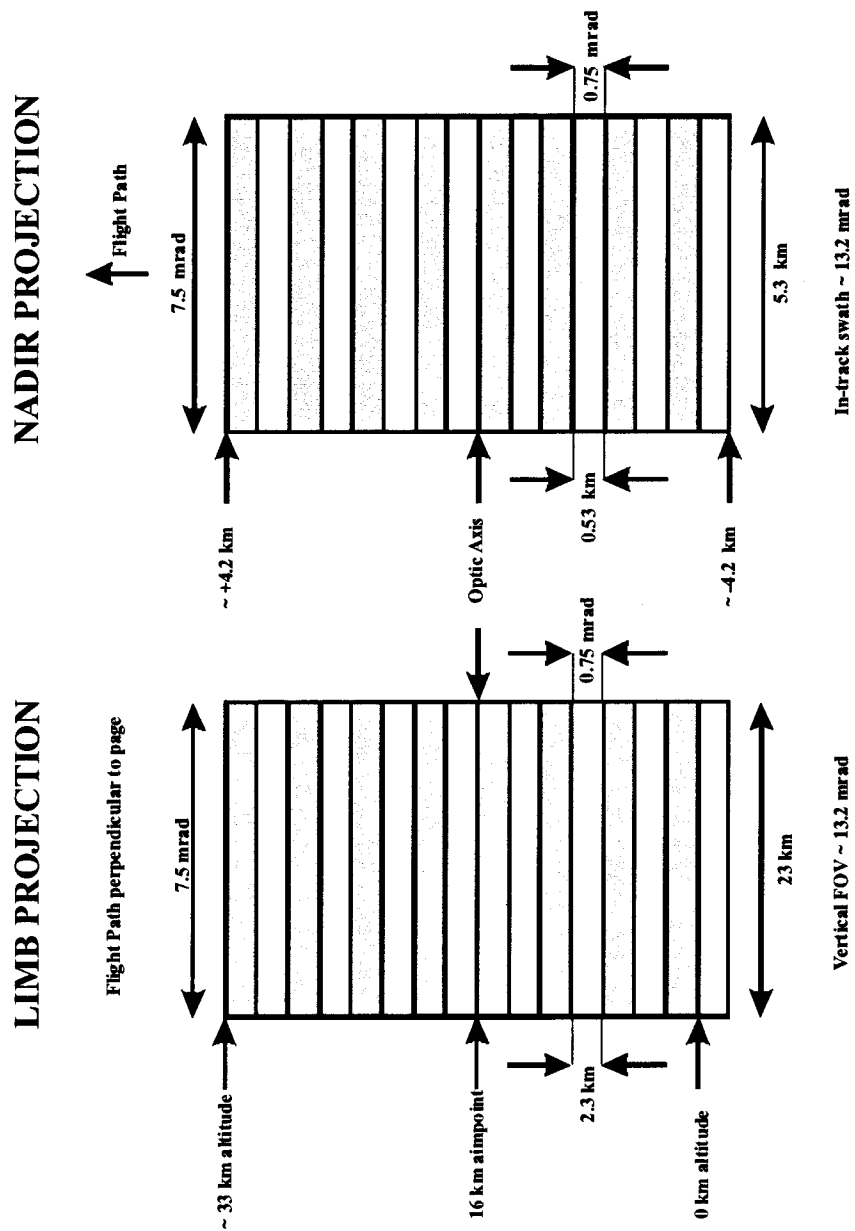 LIMB PROJECTION
Flight Path perpendicular to page
7.5 mrad
~ 33 km altitude
16 km aimpoint
2.3 km
0 km altitude
0.75 mrad
23 km
Vertical FOV ~ 13.2 mrad
NADIR PROJECTION
Flight Path
7.5 mrad
~ +4.2 km
Optic Axis
0.53 km
~ -4.2 km
0.75 mrad
5.3 km
In-track swath ~ 13.2 mrad